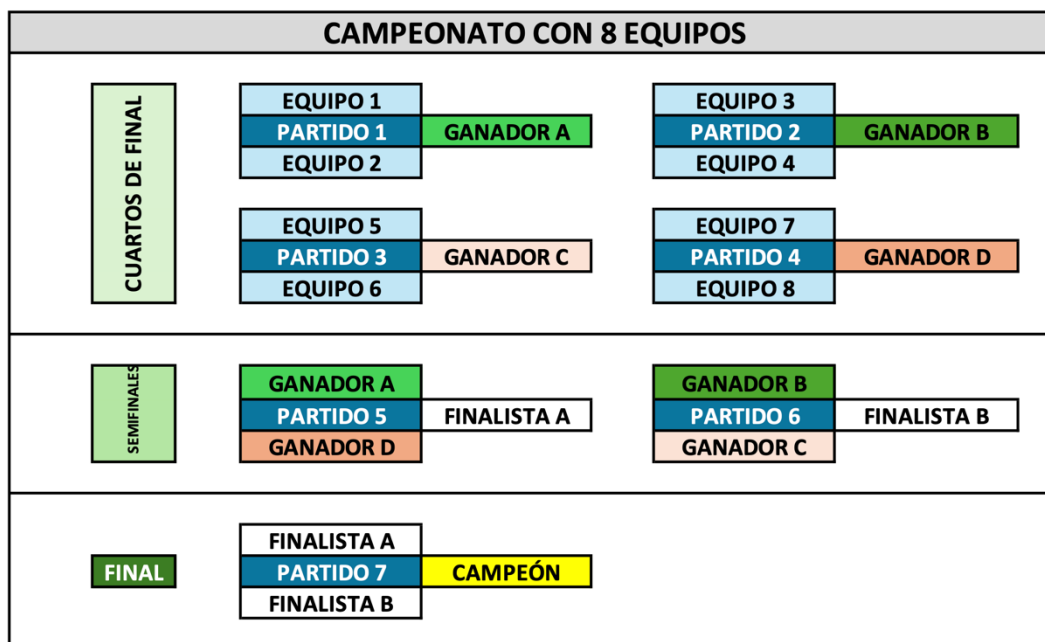 CAMPEONATO CON 8 EQUIPOS
CUARTOS DE FINAL
EQUIPO 1
PARTIDO 1 GANADOR A
EQUIPO 2
EQUIPO 3
PARTIDO 2 GANADOR B
EQUIPO 4
EQUIPO 5
PARTIDO 3 GANADOR C
EQUIPO 6
EQUIPO 7
PARTIDO 4 GANADOR D
EQUIPO 8
SEMIFINALES
GANADOR A
PARTIDO 5 FINALISTA A
GANADOR D
GANADOR B
PARTIDO 6 FINALISTA B
GANADOR C
FINAL
FINALISTA A
PARTIDO 7 CAMPEÓN
FINALISTA B